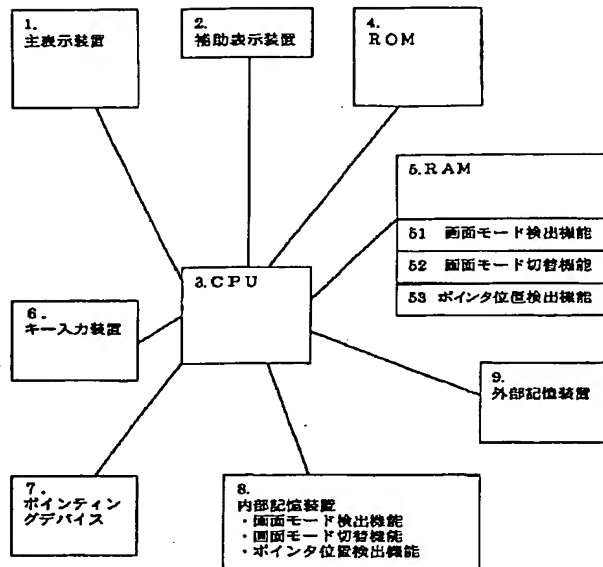 1.
主表示装置
2.
補助表示装置
4.
ROM
5.RAM
51 画面モード検出機能
52 画面モード切替機能
53 ポインタ位置検出機能
3.CPU
6.
キー入力装置
9.
外部記憶装置
7.
ポインティン
グデバイス
8.
内部記憶装置
・画面モード検出機能
・画面モード切替機能
・ポインタ位置検出機能